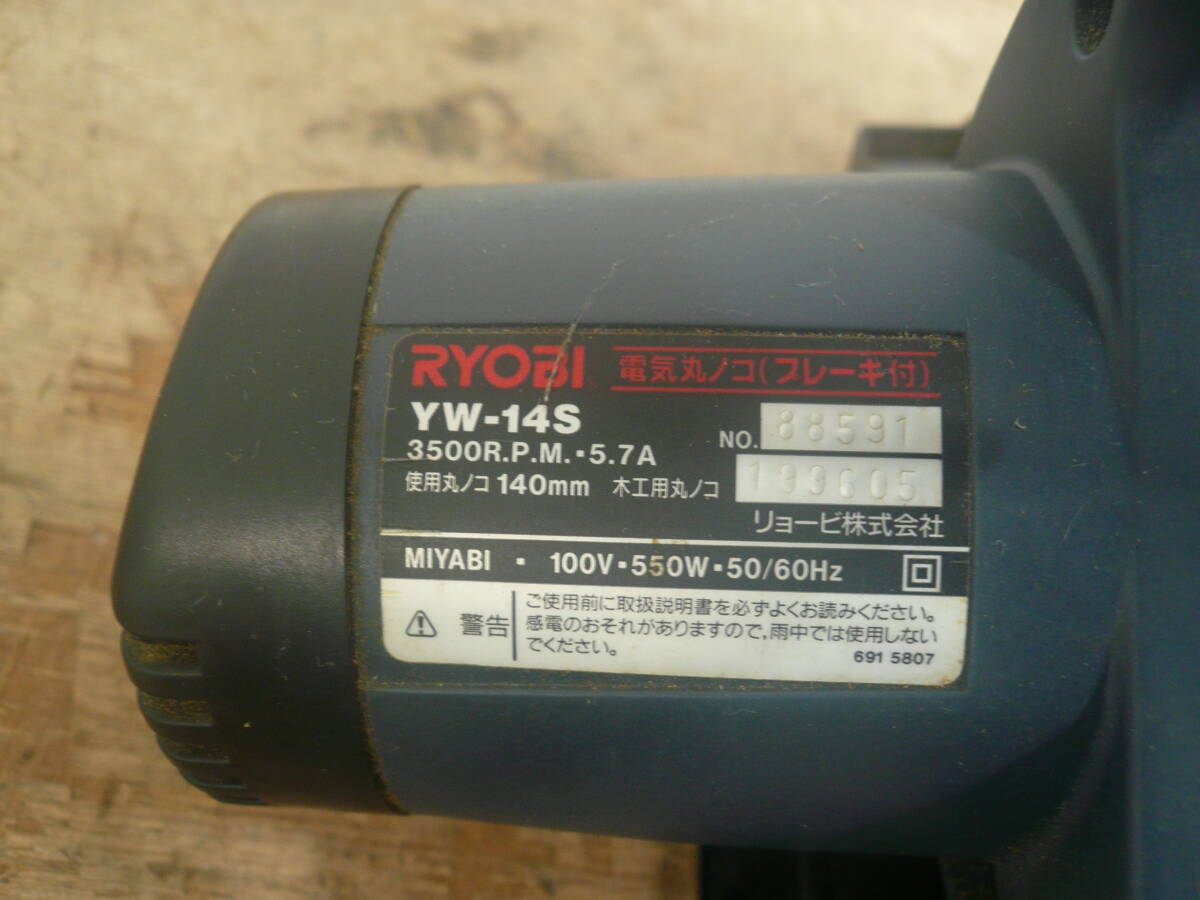 RYOBI 電気丸ノコ(ブレーキ付)
YW-14S
NO. 88591
3500R.P.M.・5.7A
199605
使用丸ノコ 140mm 木工用丸ノコ
リョービ株式会社
MIYABI ・ 100V・550W・50/60Hz
警告
ご使用前に取扱説明書を必ずよくお読みください。
感電のおそれがありますので,雨中では使用しない
でください。
691 5807